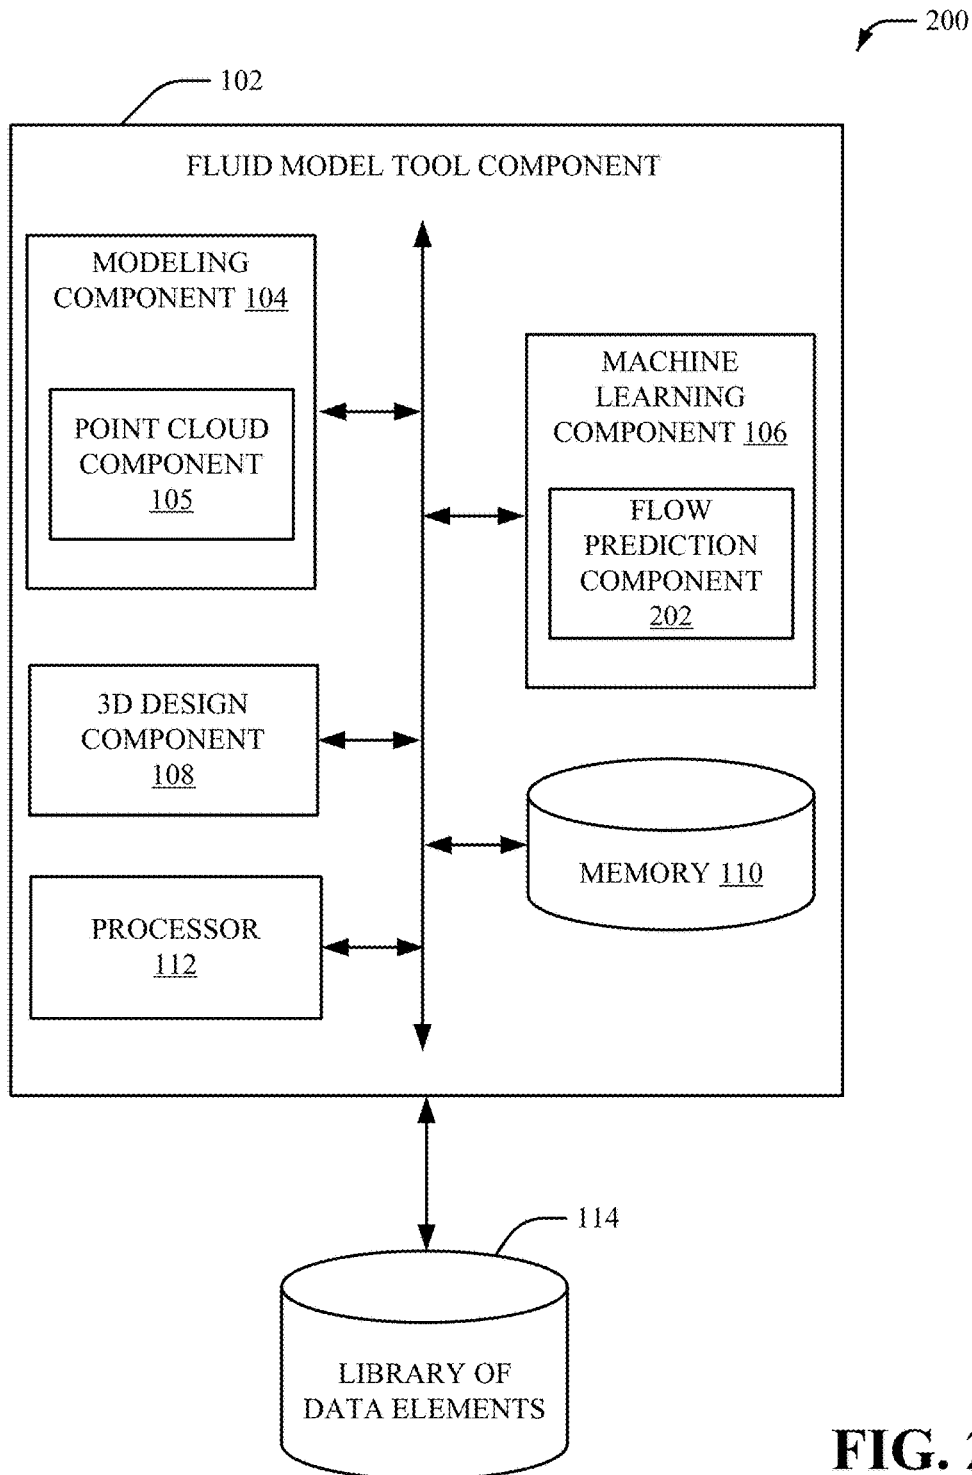 200
102
FLUID MODEL TOOL COMPONENT
MODELING
COMPONENT 104
POINT CLOUD
COMPONENT
105
MACHINE
LEARNING
COMPONENT 106
FLOW
PREDICTION
COMPONENT
202
3D DESIGN
COMPONENT
108
MEMORY 110
PROCESSOR
112
114
LIBRARY OF
DATA ELEMENTS
FIG.